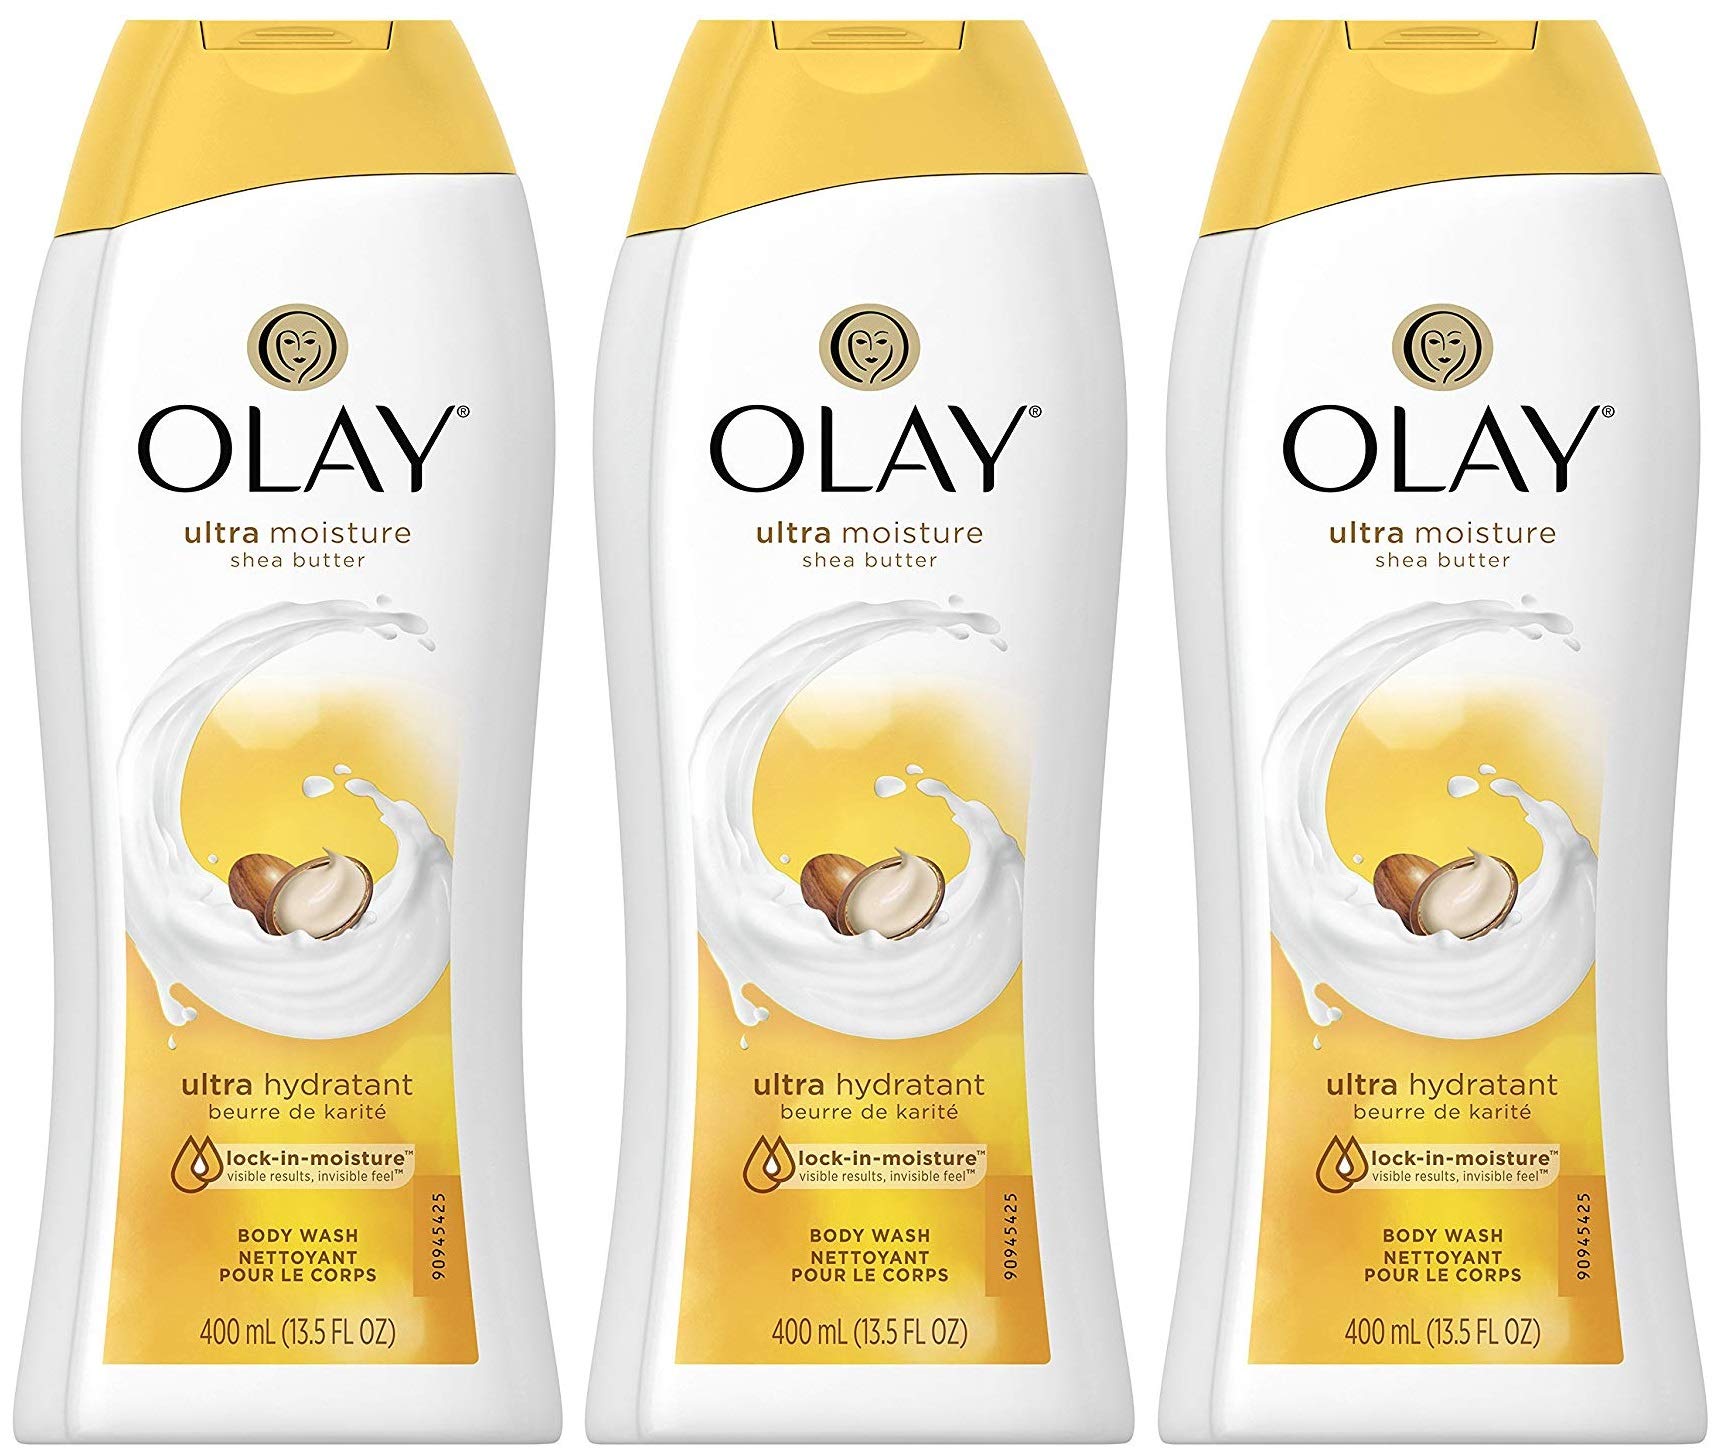 OLAY®
ultra moisture
shea butter
ultra hydratant
beurre de karité
lock-in-moisture™
visible results, invisible feel™
90945425
BODY WASH
NETTOYANT
POUR LE CORPS
400 mL (13.5 FL OZ)
OLAY®
ultra moisture
shea butter
ultra hydratant
beurre de karité
lock-in-moisture™
visible results, invisible feel™
90945425
BODY WASH
NETTOYANT
POUR LE CORPS
400 mL (13.5 FL OZ)
OLAY®
ultra moisture
shea butter
ultra hydratant
beurre de karité
lock-in-moisture™
visible results, invisible feel™
90945425
BODY WASH
NETTOYANT
POUR LE CORPS
400 mL (13.5 FL OZ)